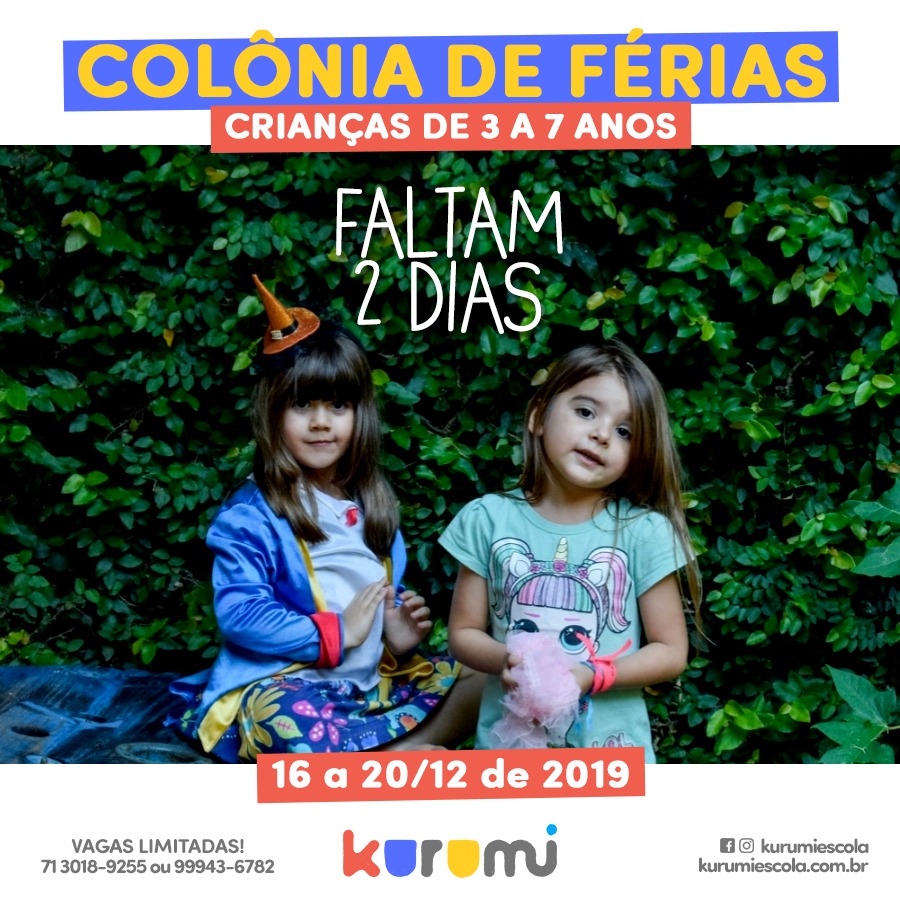 COLÔNIA DE FÉRIAS
CRIANÇAS DE 3 A 7 ANOS
FALTAM
2 DIAS
16 a 20/12 de 2019
VAGAS LIMITADAS!
71 3018-9255 ou 99943-6782
kurumi
kurumiescola
kurumiescola.com.br